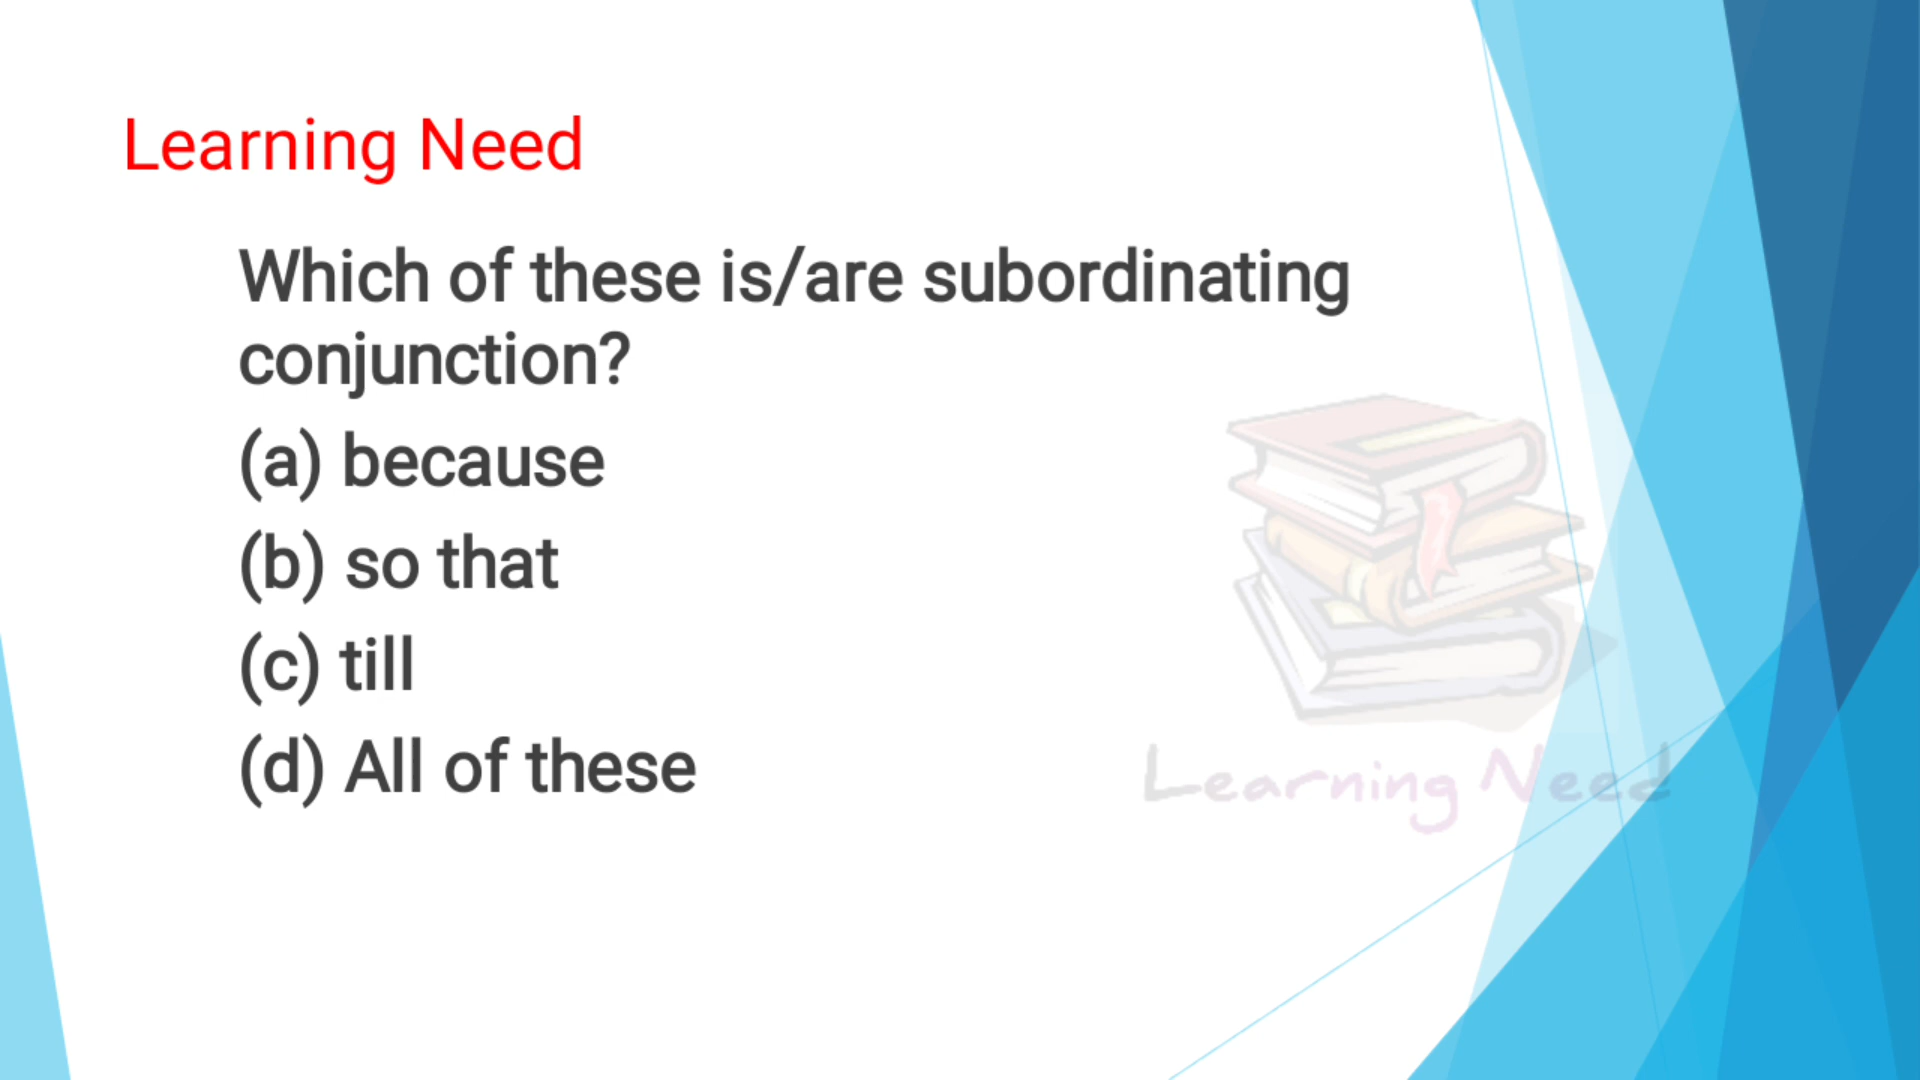 Learning Need
Which of these is/are subordinating
conjunction?
(a) because
(b) so that
(c) till
(d) All of these
Learning Need